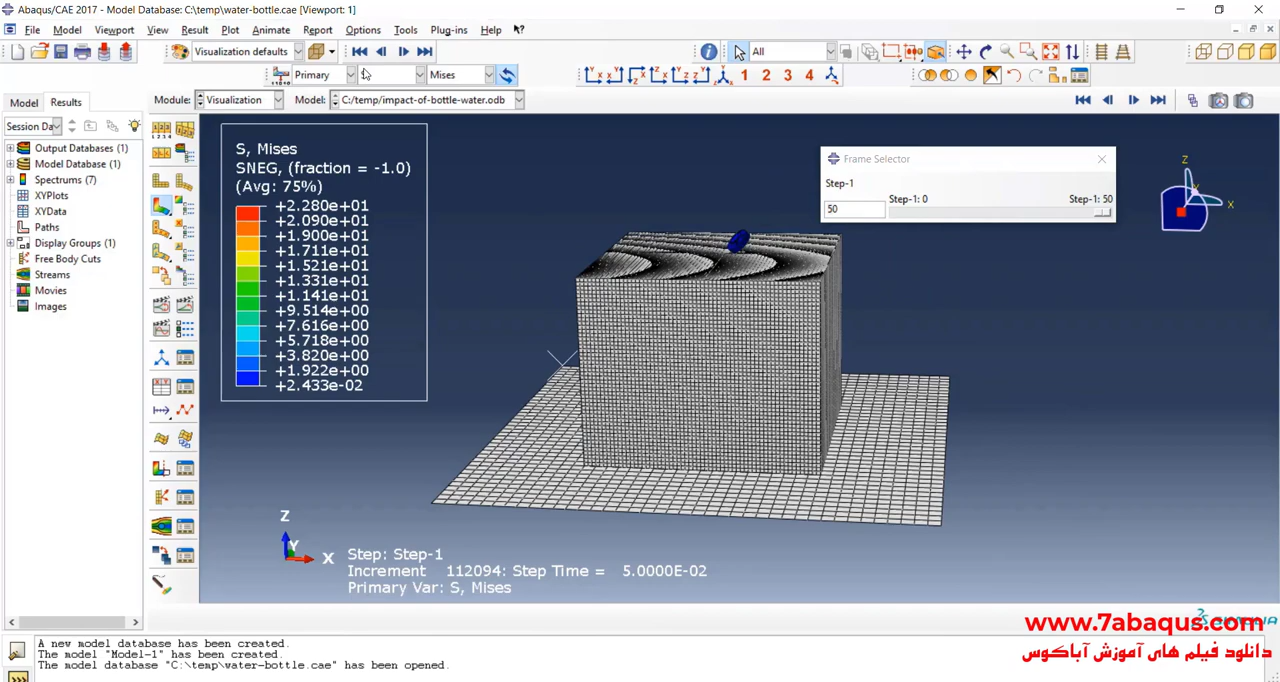 Abaqus/CAE 2017 - Model Database: C:\temp\water-bottle.cae [Viewport: 1]
File Model Viewport View Result Plot Animate Report Options Tools Plug-ins Help
Visualization defaults All
Primary Mises 1 2 3 4
Model Results Module: Visualization Model: C:/temp/impact-of-bottle-water.odb
Session Da
Output Databases (1)
Model Database (1)
Spectrums (7)
XYPlots
XYData
Paths
Display Groups (1)
Free Body Cuts
Streams
Movies
Images
S, Mises
SNEG, (fraction = -1.0)
(Avg: 75%)
+2.280e+01
+2.090e+01
+1.900e+01
+1.711e+01
+1.521e+01
+1.331e+01
+1.141e+01
+9.514e+00
+7.616e+00
+5.718e+00
+3.820e+00
+1.922e+00
+2.433e-02
Frame Selector
Step-1
Step-1: 0 Step-1: 50
50
Z
Y
X
Z
Y
X
Step: Step-1
Increment 112094: Step Time = 5.0000E-02
Primary Var: S, Mises
www.7abaqus.com
دانلود فیلم های آموزش آباکوس
A new model database has been created.
The model "Model-1" has been created.
The model database "C:\temp\water-bottle.cae" has been opened.